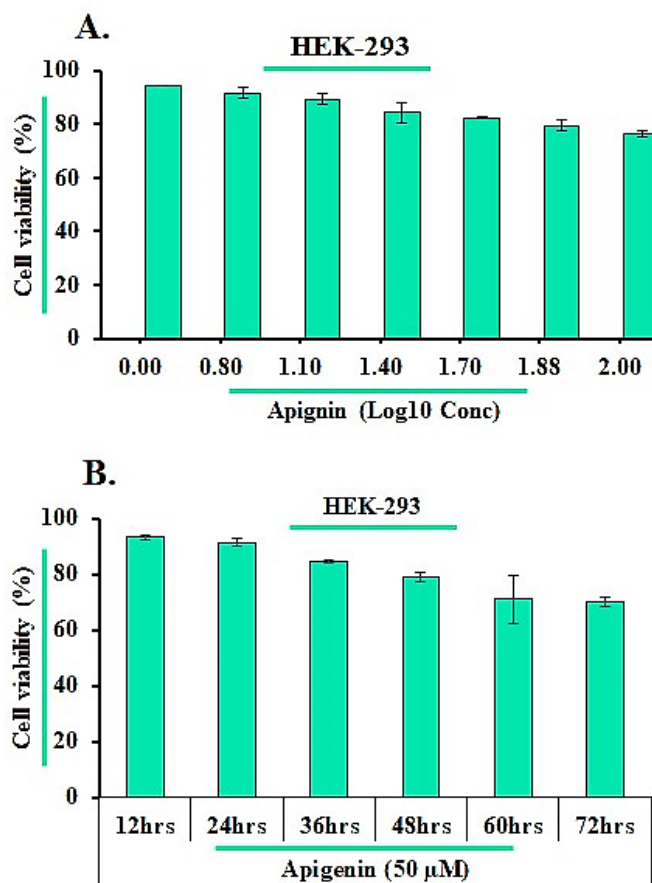 A.
HEK-293
Cell viability (%)
100
80
60
40
20
0
0.00 0.80 1.10 1.40 1.70 1.88 2.00
Apignin (Log10 Conc)
B.
HEK-293
Cell viability (%)
100
80
60
40
20
0
12hrs 24hrs 36hrs 48hrs 60hrs 72hrs
Apigenin (50 µM)